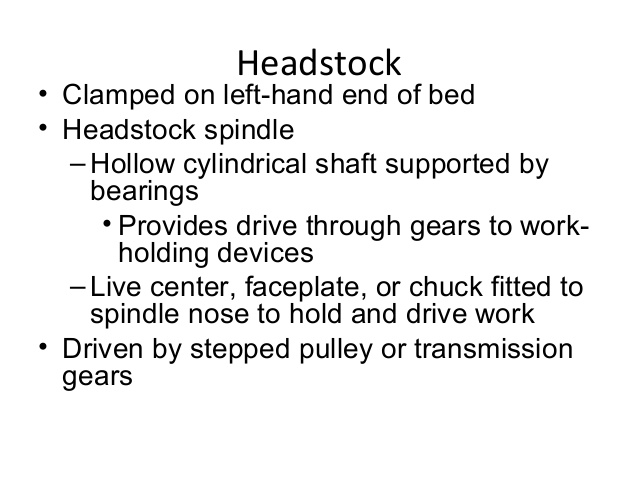 Headstock
• Clamped on left-hand end of bed
• Headstock spindle
– Hollow cylindrical shaft supported by
bearings
• Provides drive through gears to work-
holding devices
– Live center, faceplate, or chuck fitted to
spindle nose to hold and drive work
• Driven by stepped pulley or transmission
gears